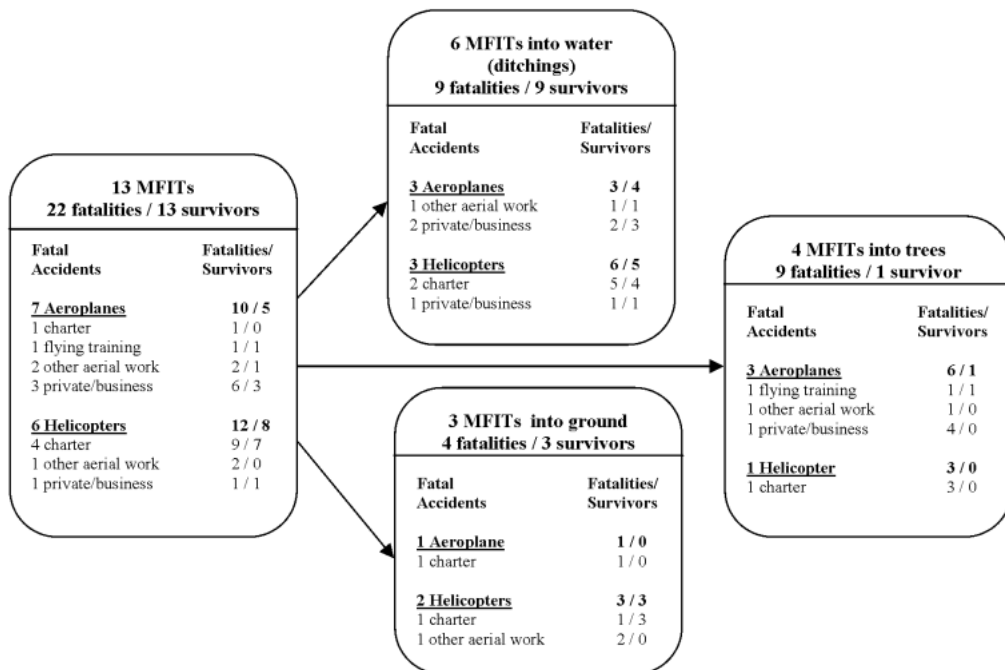 13 MFITs
22 fatalities / 13 survivors
Fatal Fatalities/
Accidents Survivors
7 Aeroplanes 10 / 5
1 charter 1 / 0
1 flying training 1 / 1
2 other aerial work 2 / 1
3 private/business 6 / 3
6 Helicopters 12 / 8
4 charter 9 / 7
1 other aerial work 2 / 0
1 private/business 1 / 1
6 MFITs into water
(ditchings)
9 fatalities / 9 survivors
Fatal Fatalities/
Accidents Survivors
3 Aeroplanes 3 / 4
1 other aerial work 1 / 1
2 private/business 2 / 3
3 Helicopters 6 / 5
2 charter 5 / 4
1 private/business 1 / 1
4 MFITs into trees
9 fatalities / 1 survivor
Fatal Fatalities/
Accidents Survivors
3 Aeroplanes 6 / 1
1 flying training 1 / 1
1 other aerial work 1 / 0
1 private/business 4 / 0
1 Helicopter 3 / 0
1 charter 3 / 0
3 MFITs into ground
4 fatalities / 3 survivors
Fatal Fatalities/
Accidents Survivors
1 Aeroplane 1 / 0
1 charter 1 / 0
2 Helicopters 3 / 3
1 charter 1 / 3
1 other aerial work 2 / 0